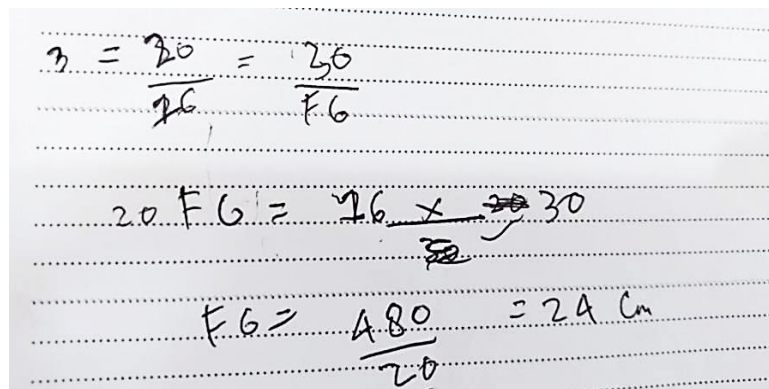 3 = 20/16 = 30/FG
20 FG = 16 × 30
FG = 480/20 = 24 Cm